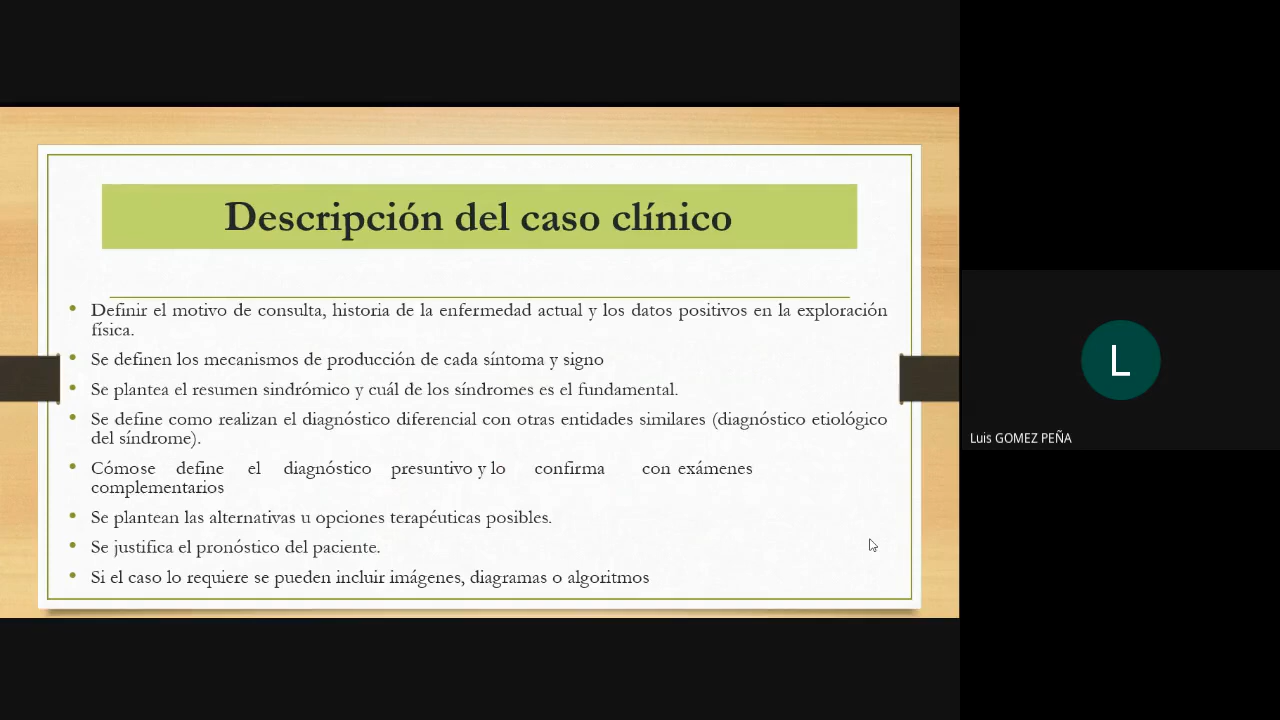 Descripción del caso clínico
• Definir el motivo de consulta, historia de la enfermedad actual y los datos positivos en la exploración
física.
• Se definen los mecanismos de producción de cada síntoma y signo
• Se plantea el resumen sindrómico y cuál de los síndromes es el fundamental.
• Se define como realizan el diagnóstico diferencial con otras entidades similares (diagnóstico etiológico
del síndrome).
• Cómose define el diagnóstico presuntivo y lo confirma con exámenes
complementarios
• Se plantean las alternativas u opciones terapéuticas posibles.
• Se justifica el pronóstico del paciente.
• Si el caso lo requiere se pueden incluir imágenes, diagramas o algoritmos
L
Luis GOMEZ PEÑA